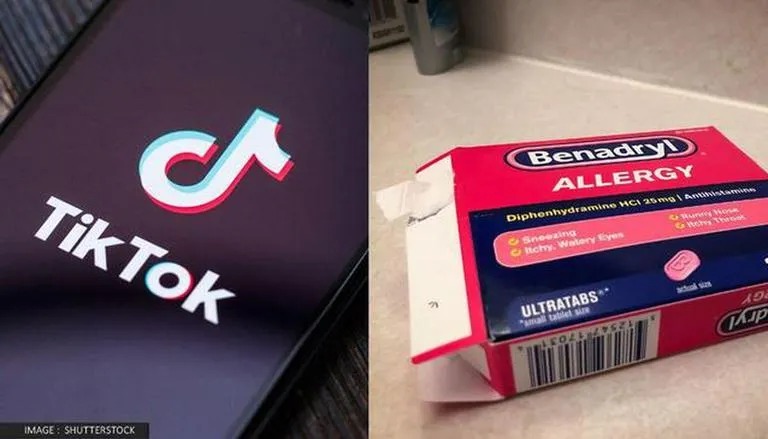 TikTok
IMAGE : SHUTTERSTOCK
Benadryl
ALLERGY
Diphenhydramine HCl 25mg | Antihistamine
Sneezing
Itchy, Watery Eyes
Runny Nose
Itchy Throat
ULTRATABS®*
*small tablet size
actual size
Benadryl